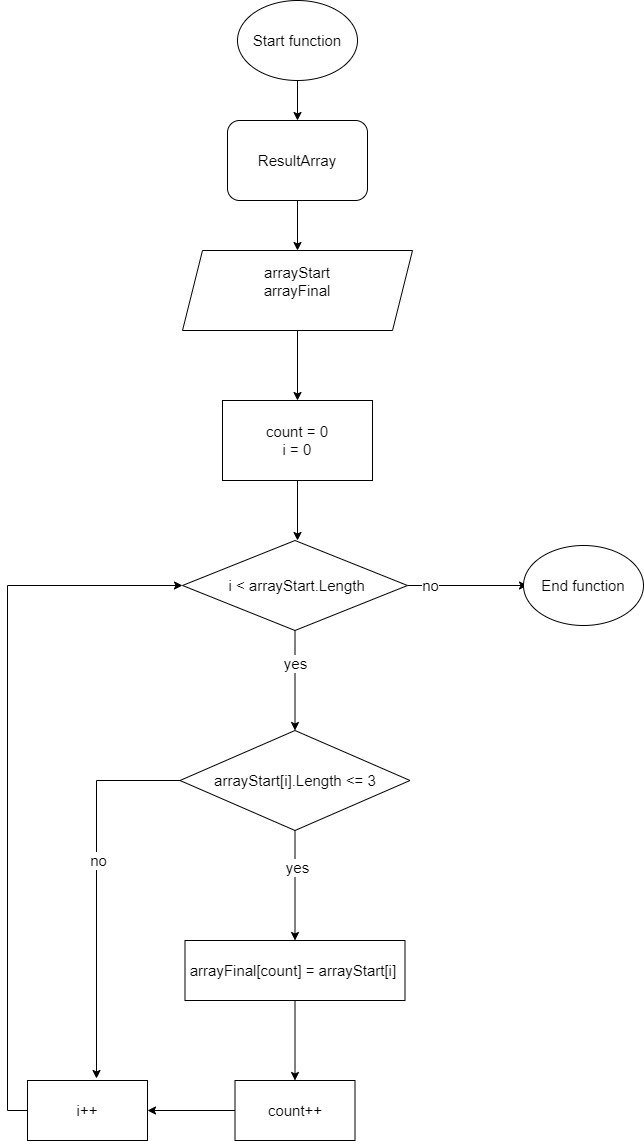 Start function
ResultArray
arrayStart
arrayFinal
count = 0
i = 0
i < arrayStart.Length
no
End function
yes
arrayStart[i].Length <= 3
no
yes
arrayFinal[count] = arrayStart[i]
i++
count++